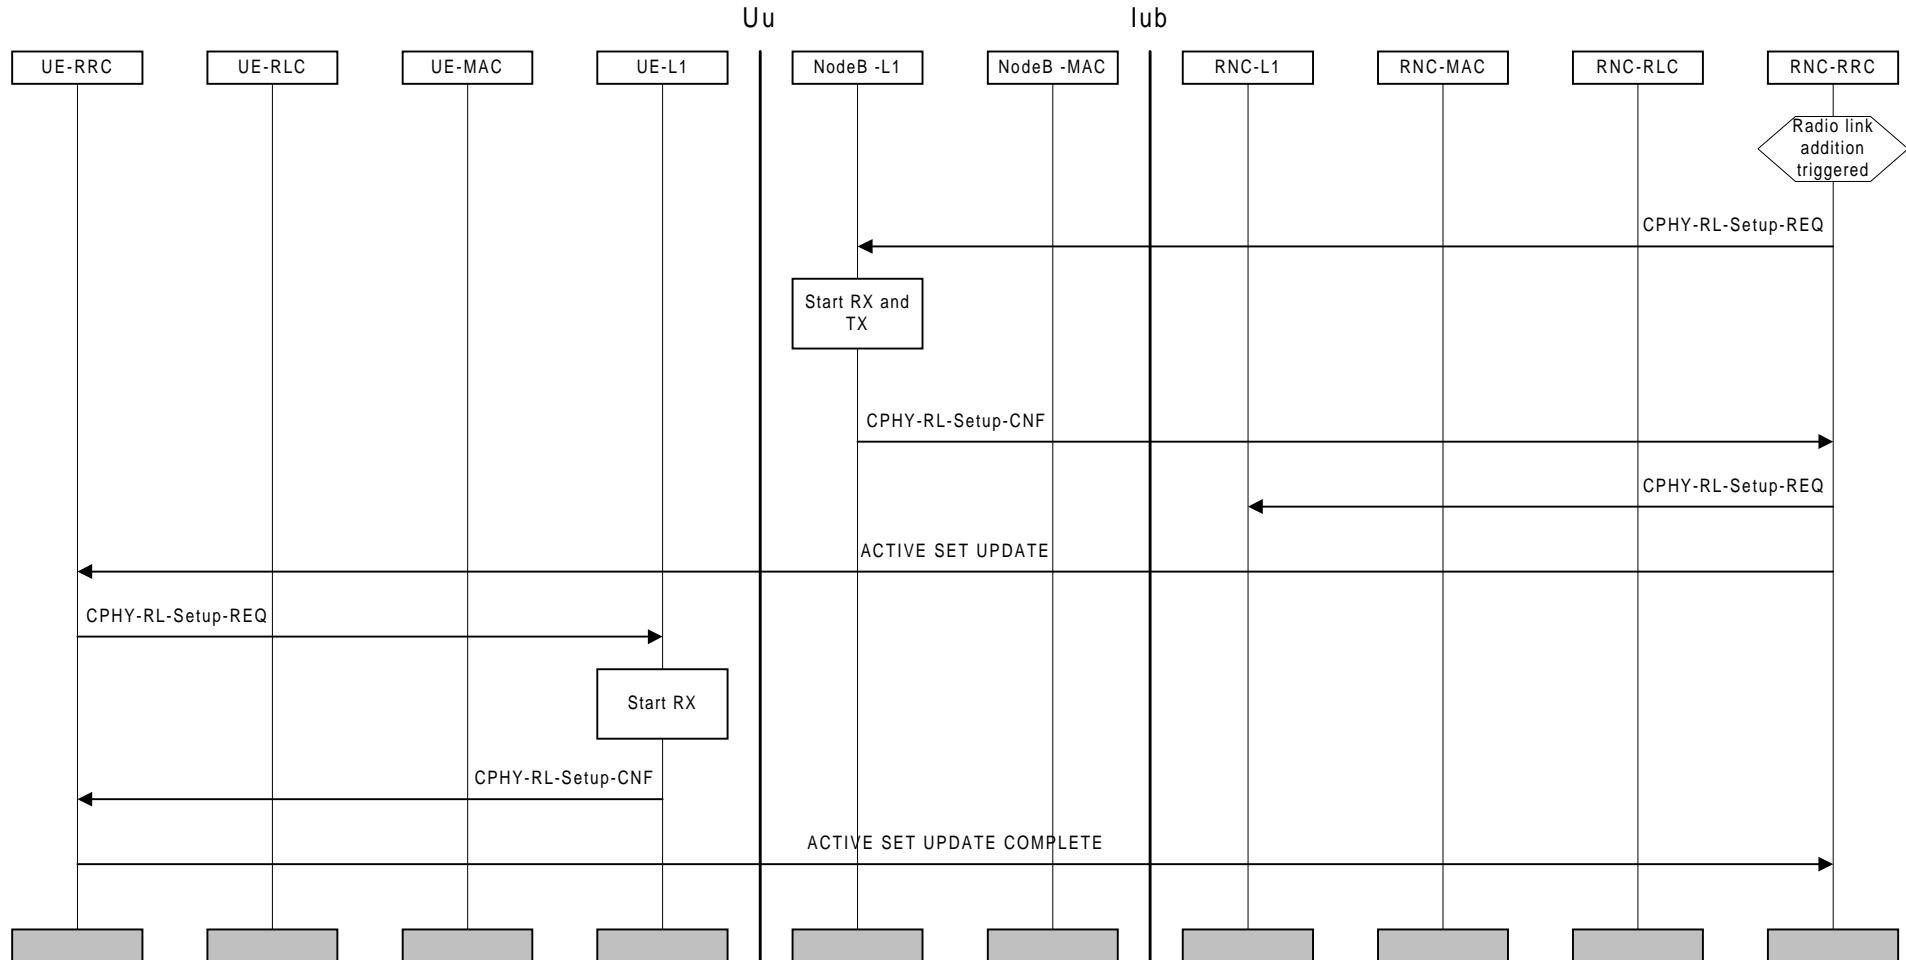 Uu
Iub
UE-RRC
UE-RLC
UE-MAC
UE-L1
NodeB -L1
NodeB -MAC
RNC-L1
RNC-MAC
RNC-RLC
RNC-RRC
Radio link
addition
triggered
CPHY-RL-Setup-REQ
Start RX and
TX
CPHY-RL-Setup-CNF
CPHY-RL-Setup-REQ
ACTIVE SET UPDATE
CPHY-RL-Setup-REQ
Start RX
CPHY-RL-Setup-CNF
ACTIVE SET UPDATE COMPLETE